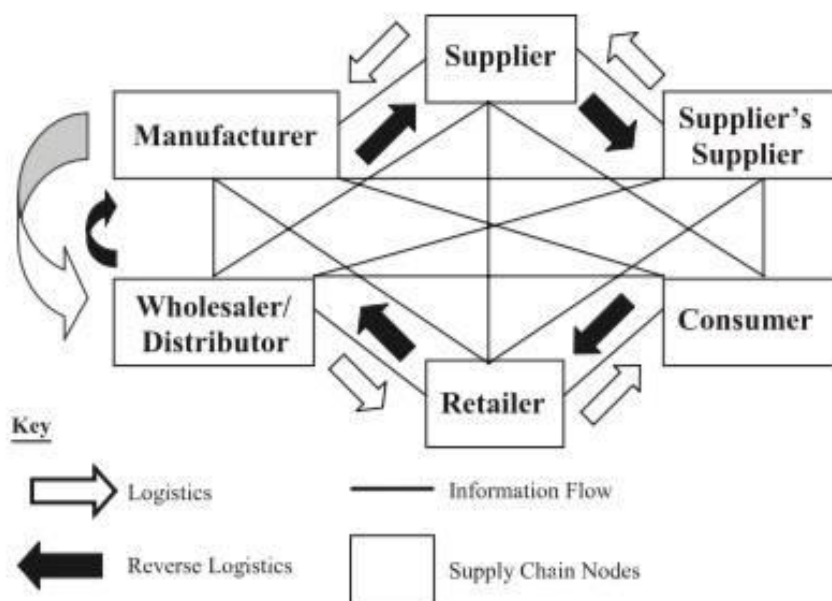 Supplier
Manufacturer
Supplier's
Supplier
Wholesaler/
Distributor
Consumer
Retailer
Key
Logistics
Information Flow
Reverse Logistics
Supply Chain Nodes